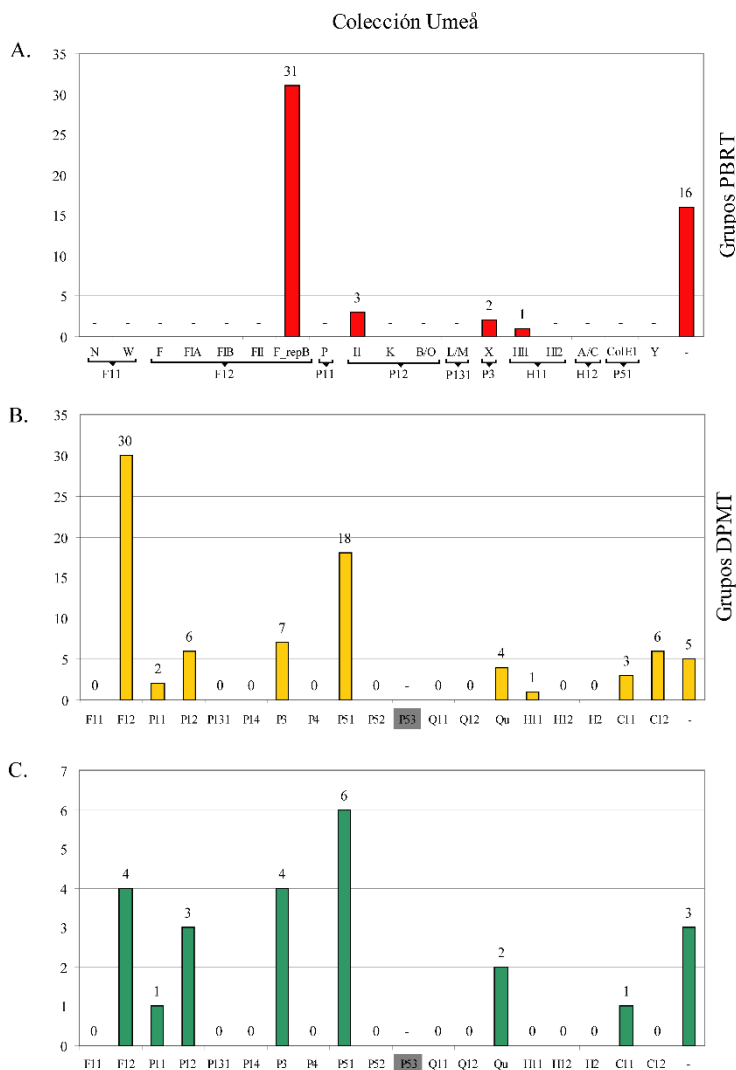 Colección Umeå
A.
35
30
25
20
15
10
5
0
- - - - - - 31 - 3 - - - 2 1 - - - - 16
N W F FIA FIB FII F_repB P I1 K B/O L/M X HI1 HI2 A/C ColE1 Y -
F11 F12 P11 P12 P131 P3 H11 H12 P51
Grupos PBRT
B.
35
30
25
20
15
10
5
0
0 30 2 6 0 0 7 0 18 0 - 0 0 4 1 0 0 3 6 5
F11 F12 P11 P12 P131 P14 P3 P4 P51 P52 P53 Q11 Q12 Qu H11 H12 H2 C11 C12 -
Grupos DPMT
C.
7
6
5
4
3
2
1
0
0 4 1 3 0 0 4 0 6 0 - 0 0 2 0 0 0 1 0 3
F11 F12 P11 P12 P131 P14 P3 P4 P51 P52 P53 Q11 Q12 Qu H11 H12 H2 C11 C12 -